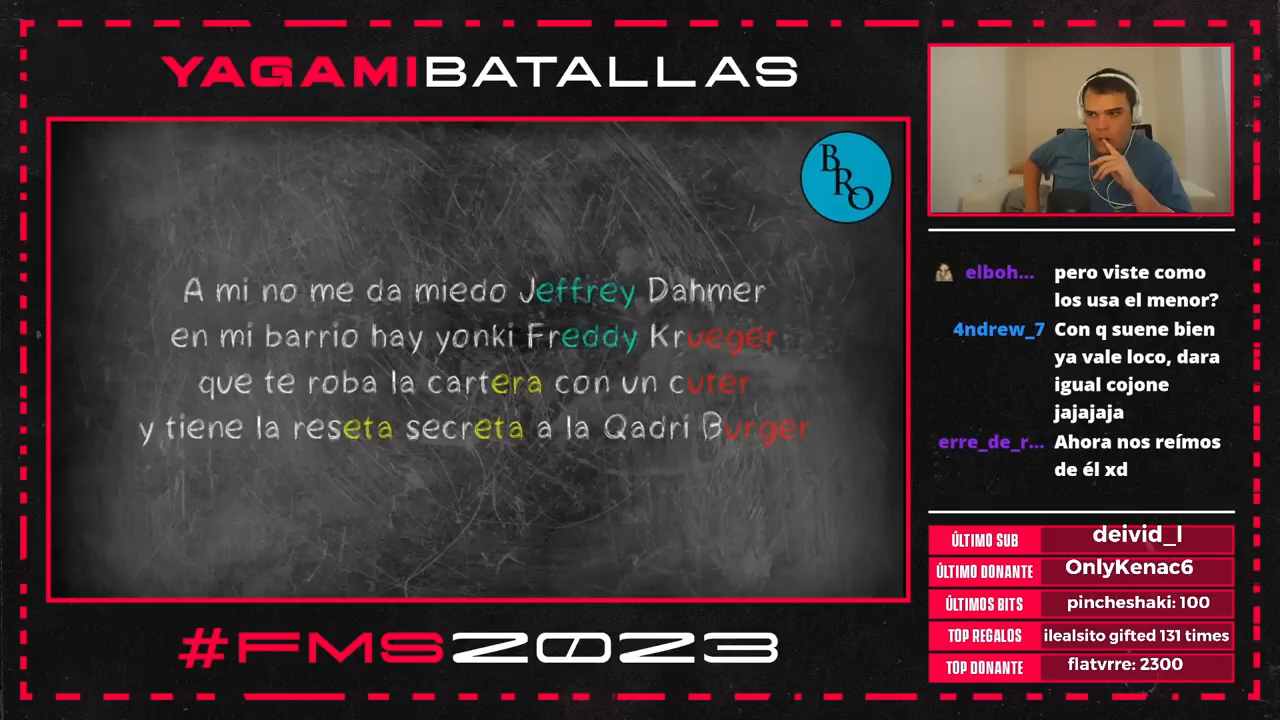 YAGAMIBATALLAS
BRO
A mi no me da miedo Jeffrey Dahmer
en mi barrio hay yonki Freddy Krueger
que te roba la cartera con un cuter
y tiene la reseta secreta a la Qadri Burger
#FMS2023
elboh... pero viste como
los usa el menor?
4ndrew_7 Con q suene bien
ya vale loco, dara
igual cojone
jajajaja
erre_de_r... Ahora nos reímos
de él xd
ÚLTIMO SUB deivid_l
ÚLTIMO DONANTE OnlyKenac6
ÚLTIMOS BITS pincheshaki: 100
TOP REGALOS ilealsito gifted 131 times
TOP DONANTE flatvrre: 2300